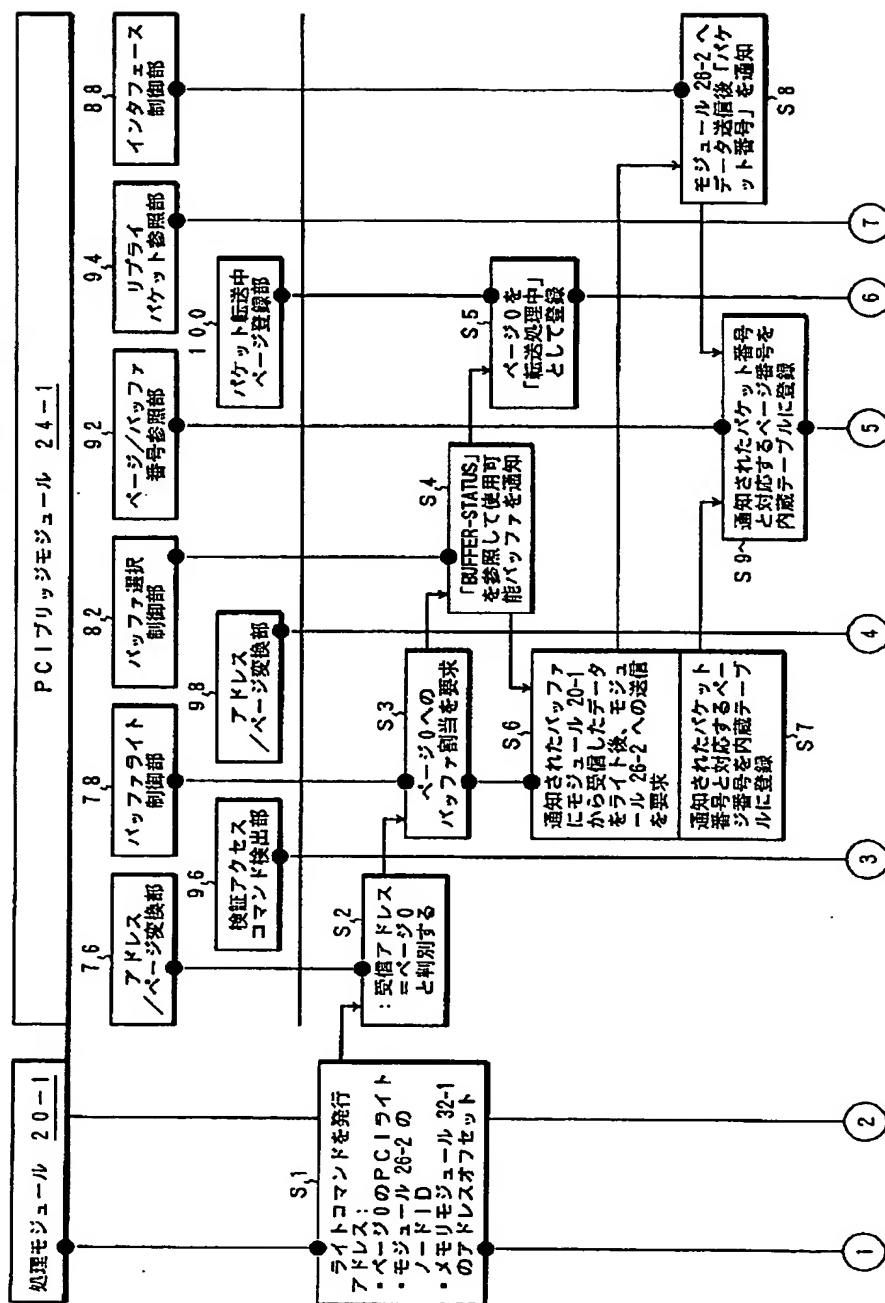 処理モジュール 20-1
PCIブリッジモジュール 24-1
76
アドレス
/ページ変換部
78
バッファライト
制御部
82
バッファ選択
制御部
92
ページ/バッファ
番号参照部
94
リプライ
パケット参照部
88
インタフェース
制御部
96
検証アクセス
コマンド検出部
98
アドレス
/ページ変換部
100
パケット転送中
ページ登録部
S1
ライトコマンドを発行
アドレス:
・ページ0のPCIライト
・モジュール 26-2 の
ノードID
・メモリモジュール 32-1
のアドレスオフセット
S2
:受信アドレス
=ページ0
と判別する
S3
ページ0への
バッファ割当を要求
S4
「BUFFER-STATUS」
を参照して使用可
能バッファを通知
S5
ページ0を
「転送処理中」
として登録
S6
通知されたバッファ
にモジュール 20-1
から受信したデータ
をライト後、モジュ
ール 26-2 への送信
を要求
S7
通知されたパケット
番号と対応するペー
ジ番号を内蔵テーブ
ルに登録
S8
モジュール 26-2 へ
データ送信後「パケ
ット番号」を通知
S9
通知されたパケット番号
と対応するページ番号を
内蔵テーブルに登録
1
2
3
4
5
6
7